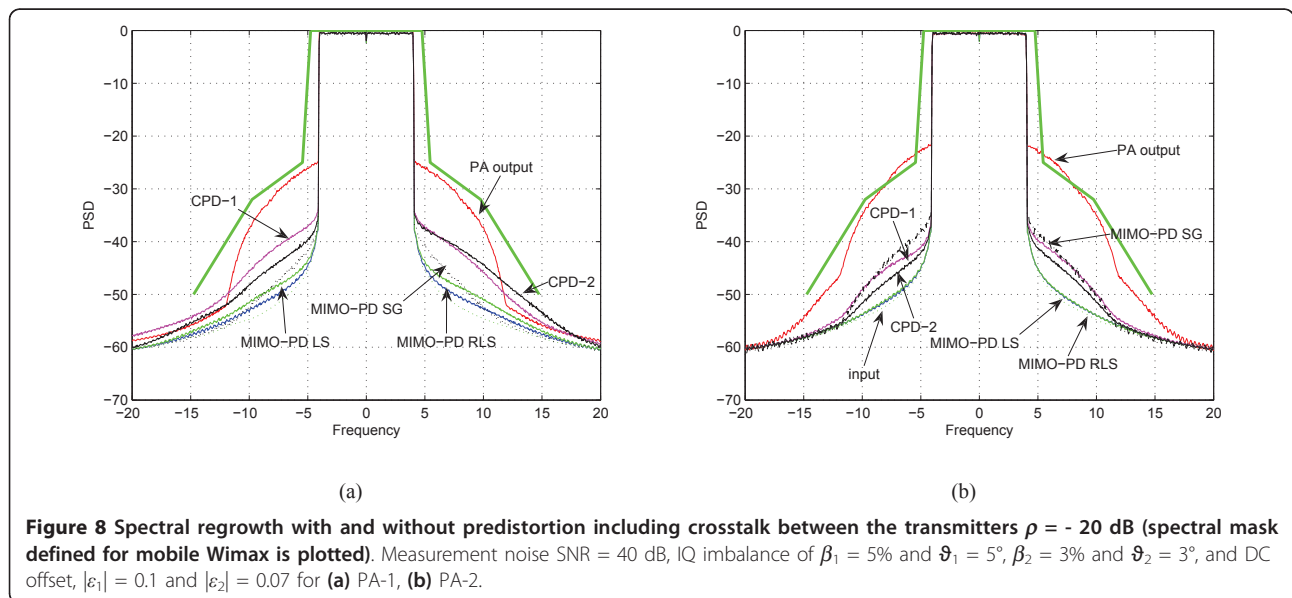 0
−10
−20
−30
−40
−50
−60
−70
PSD
−20
−15
−10
−5
0
5
10
15
20
Frequency
PA output
CPD−1
CPD−2
MIMO−PD SG
MIMO−PD LS
MIMO−PD RLS
(a)
0
−10
−20
−30
−40
−50
−60
−70
PSD
−20
−15
−10
−5
0
5
10
15
20
Frequency
PA output
CPD−1
MIMO−PD SG
CPD−2
MIMO−PD LS
input
MIMO−PD RLS
(b)
Figure 8 Spectral regrowth with and without predistortion including crosstalk between the transmitters ρ = - 20 dB (spectral mask
defined for mobile Wimax is plotted). Measurement noise SNR = 40 dB, IQ imbalance of β₁ = 5% and ϑ₁ = 5°, β₂ = 3% and ϑ₂ = 3°, and DC
offset, |ε₁| = 0.1 and |ε₂| = 0.07 for (a) PA-1, (b) PA-2.